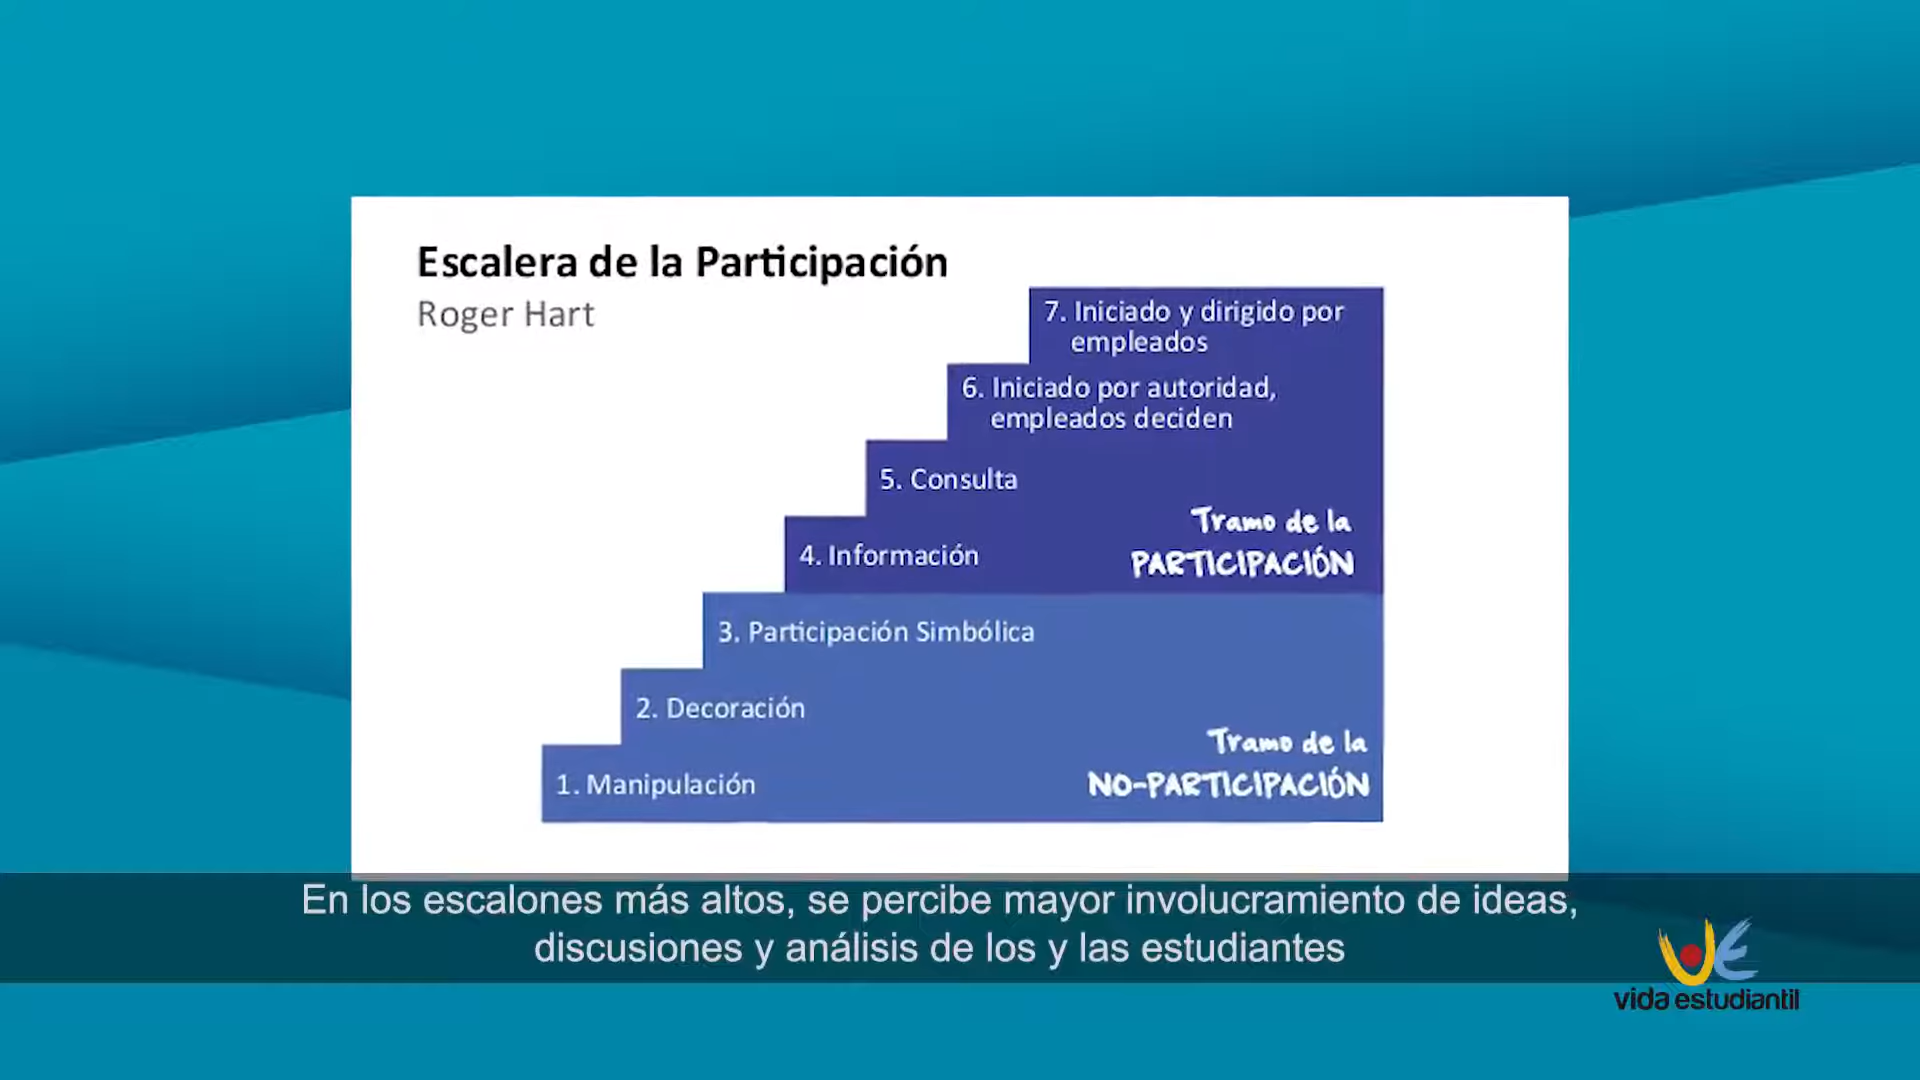 Escalera de la Participación
Roger Hart
7. Iniciado y dirigido por
empleados
6. Iniciado por autoridad,
empleados deciden
5. Consulta
Tramo de la
PARTICIPACIÓN
4. Información
3. Participación Simbólica
2. Decoración
Tramo de la
NO-PARTICIPACIÓN
1. Manipulación
En los escalones más altos, se percibe mayor involucramiento de ideas,
discusiones y análisis de los y las estudiantes
VE
vida estudiantil